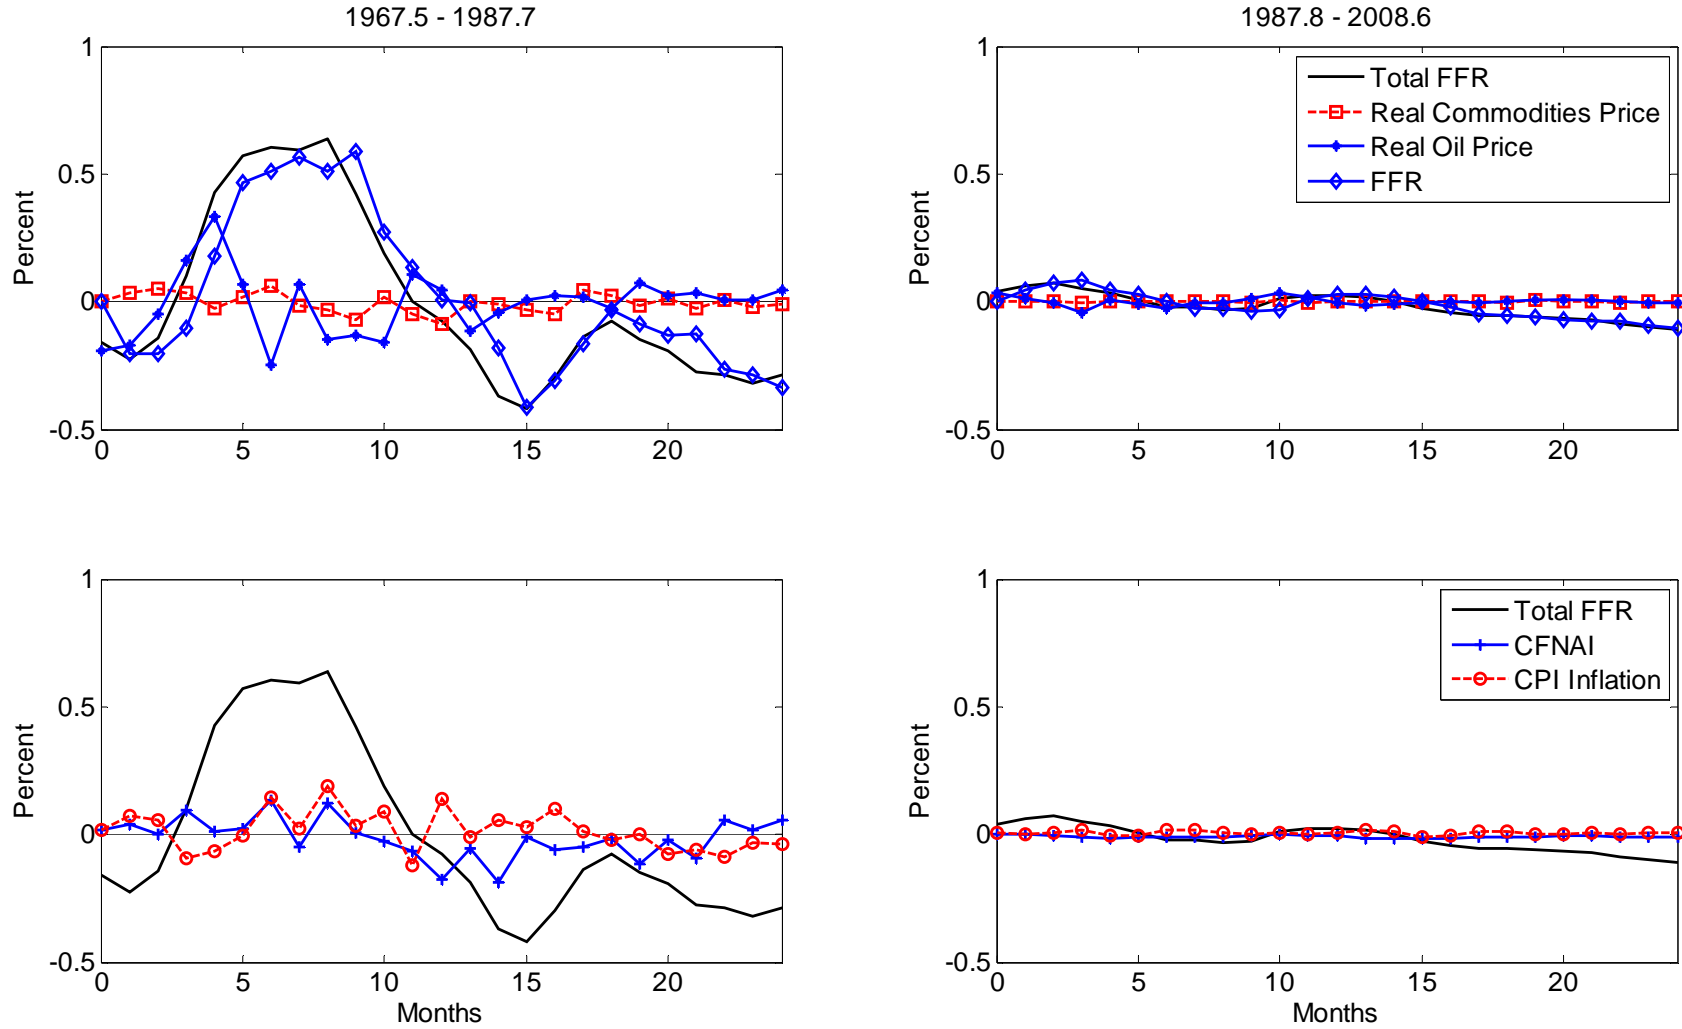 1967.5 - 1987.7
1
0.5
0
-0.5
Percent
0 5 10 15 20
1987.8 - 2008.6
1
0.5
0
-0.5
Percent
0 5 10 15 20
Total FFR
Real Commodities Price
Real Oil Price
FFR
1
0.5
0
-0.5
Percent
0 5 10 15 20
Months
1
0.5
0
-0.5
Percent
0 5 10 15 20
Months
Total FFR
CFNAI
CPI Inflation